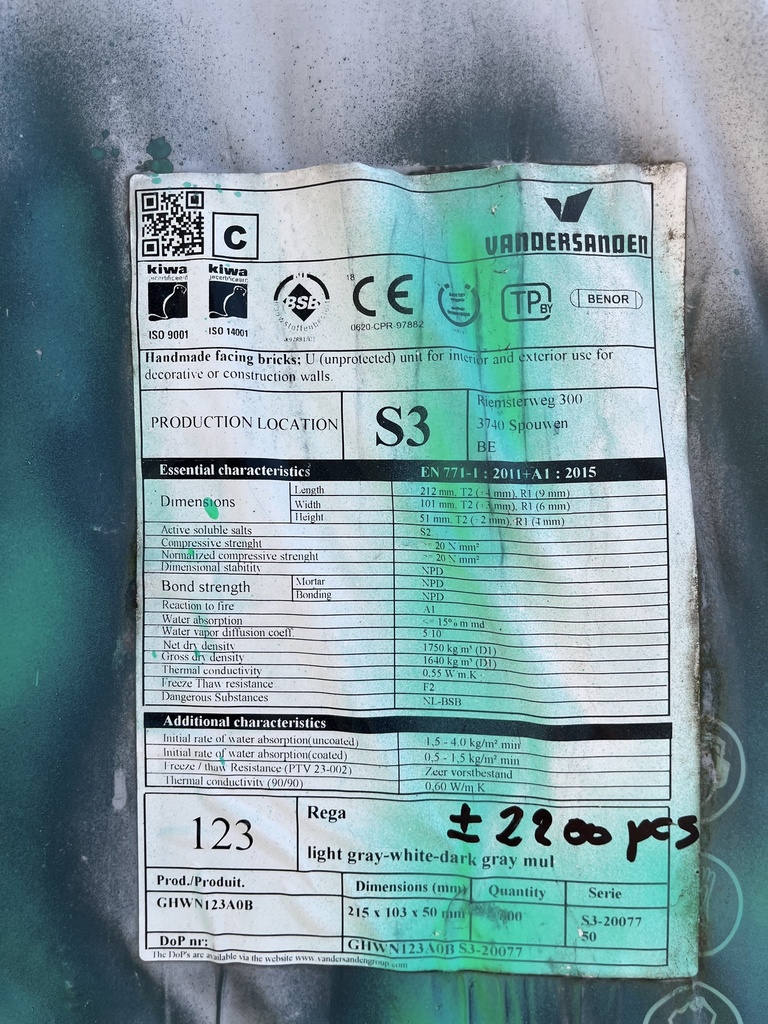 C
VANDERSANDEN
kiwa
gecertificeerd
ISO 9001
kiwa
gecertificeerd
ISO 14001
BSB
18
CE
0620-CPR-97882
TP BY
BENOR
Handmade facing bricks: U (unprotected) unit for interior and exterior use for
decorative or construction walls.
PRODUCTION LOCATION
S3
Riemsterweg 300
3740 Spouwen
BE
Essential characteristics EN 771-1 : 2011+A1 : 2015
Dimensions
Length 212 mm, T2 (4 mm), R1 (9 mm)
Width 101 mm, T2 (3 mm), R1 (6 mm)
Height 51 mm, T2 (2 mm), R1 (4 mm)
Active soluble salts S2
Compressive strenght 20 N mm²
Normalized compressive strenght 20 N mm²
Dimensional stability NPD
Bond strength
Mortar NPD
Bonding NPD
Reaction to fire A1
Water absorption 15% m md
Water vapor diffusion coeff. 5 10
Net dry density 1750 kg m³ (D1)
Gross dry density 1640 kg m³ (D1)
Thermal conductivity 0.55 W m.K
Freeze Thaw resistance F2
Dangerous Substances NL-BSB
Additional characteristics
Initial rate of water absorption(uncoated) 1,5 - 4.0 kg/m² min
Initial rate of water absorption(coated) 0,5 - 1,5 kg/m² min
Freeze / thaw Resistance (PTV 23-002) Zeer vorstbestand
Thermal conductivity (90/90) 0,60 W/m K
123
Rega
± 2200 pcs
light gray-white-dark gray mul
Prod./Produit. Dimensions (mm) Quantity Serie
GHWN123A0B 215 x 103 x 50 mm S3-20077
50
DoP nr: GHWN123A0B S3-20077
The DoP's are available via the website www.vandersandengroup.com